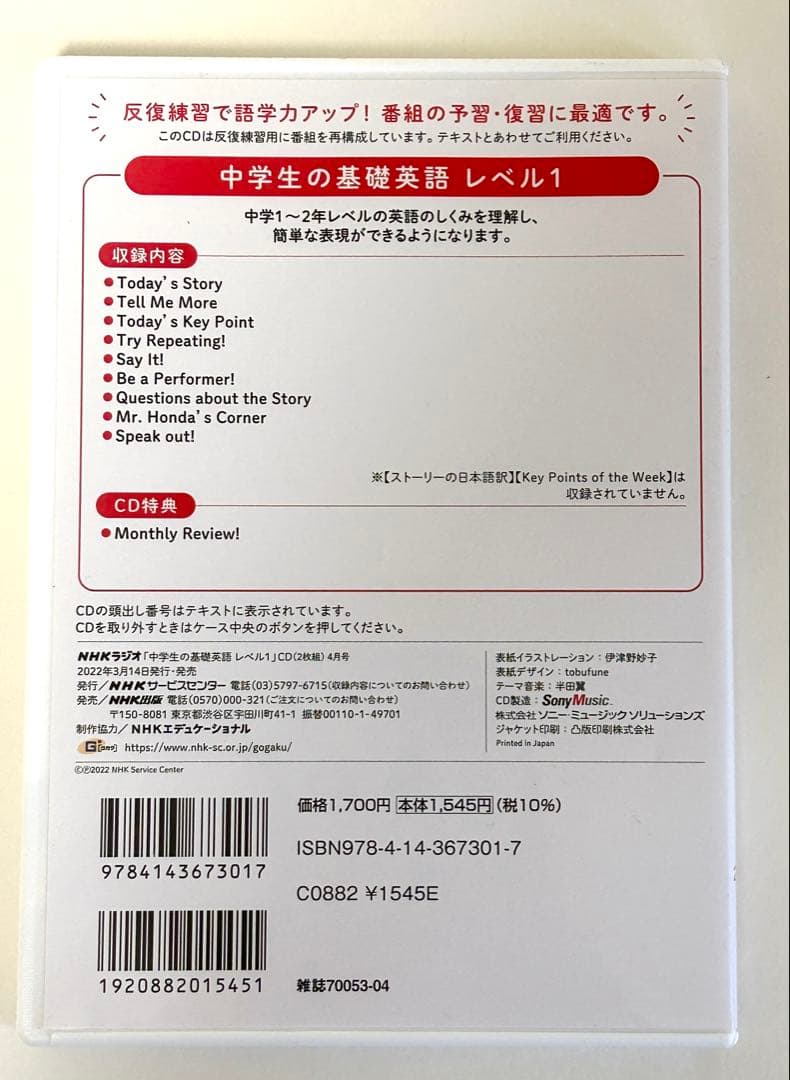 反復練習で語学力アップ! 番組の予習・復習に最適です。
このCDは反復練習用に番組を再構成しています。テキストとあわせてご利用ください。
中学生の基礎英語 レベル1
中学1～2年レベルの英語のしくみを理解し、
簡単な表現ができるようになります。
収録内容
●Today's Story
●Tell Me More
●Today's Key Point
●Try Repeating!
●Say It!
●Be a Performer!
●Questions about the Story
●Mr. Honda's Corner
●Speak out!
※【ストーリーの日本語訳】【Key Points of the Week】は
収録されていません。
CD特典
●Monthly Review!
CDの頭出し番号はテキストに表示されています。
CDを取り外すときはケース中央のボタンを押してください。
NHKラジオ「中学生の基礎英語 レベル1」CD(2枚組) 4月号
2022年3月14日発行・発売
発行/NHKサービスセンター 電話(03)5797-6715(収録内容についてのお問い合わせ)
発売/NHK出版 電話(0570)000-321(ご注文についてのお問い合わせ)
〒150-8081 東京都渋谷区宇田川町41-1 振替00110-1-49701
制作協力/NHKエデュケーショナル
https://www.nhk-sc.or.jp/gogaku/
表紙イラストレーション：伊津野妙子
表紙デザイン：tobufune
テーマ音楽：半田翼
CD製造：Sony Music
株式会社 ソニー・ミュージックソリューションズ
ジャケット印刷：凸版印刷株式会社
Printed in Japan
©℗2022 NHK Service Center
価格1,700円 本体1,545円(税10%)
ISBN978-4-14-367301-7
9784143673017
C0882 ¥1545E
1920882015451
雑誌70053-04